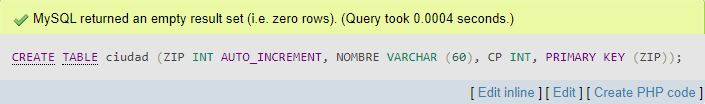 MySQL returned an empty result set (i.e. zero rows). (Query took 0.0004 seconds.)
CREATE TABLE ciudad (ZIP INT AUTO_INCREMENT, NOMBRE VARCHAR (60), CP INT, PRIMARY KEY (ZIP));
[ Edit inline ] [ Edit ] [ Create PHP code ]